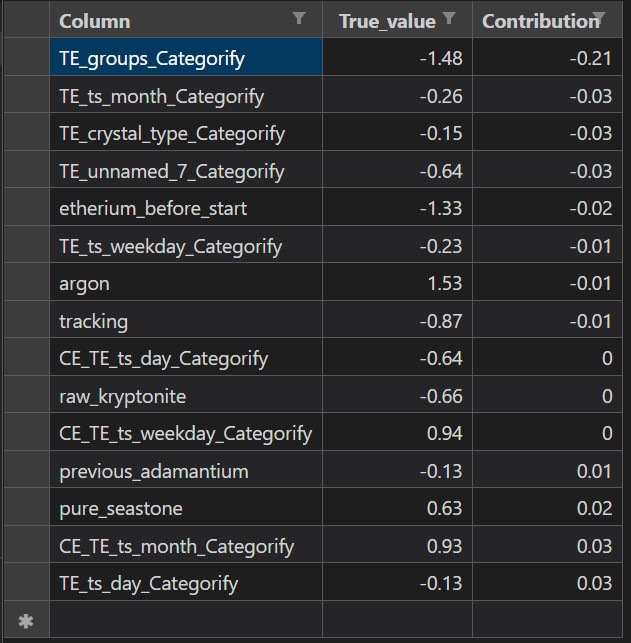 Column True_value Contribution
TE_groups_Categorify -1.48 -0.21
TE_ts_month_Categorify -0.26 -0.03
TE_crystal_type_Categorify -0.15 -0.03
TE_unnamed_7_Categorify -0.64 -0.03
etherium_before_start -1.33 -0.02
TE_ts_weekday_Categorify -0.23 -0.01
argon 1.53 -0.01
tracking -0.87 -0.01
CE_TE_ts_day_Categorify -0.64 0
raw_kryptonite -0.66 0
CE_TE_ts_weekday_Categorify 0.94 0
previous_adamantium -0.13 0.01
pure_seastone 0.63 0.02
CE_TE_ts_month_Categorify 0.93 0.03
TE_ts_day_Categorify -0.13 0.03
✱